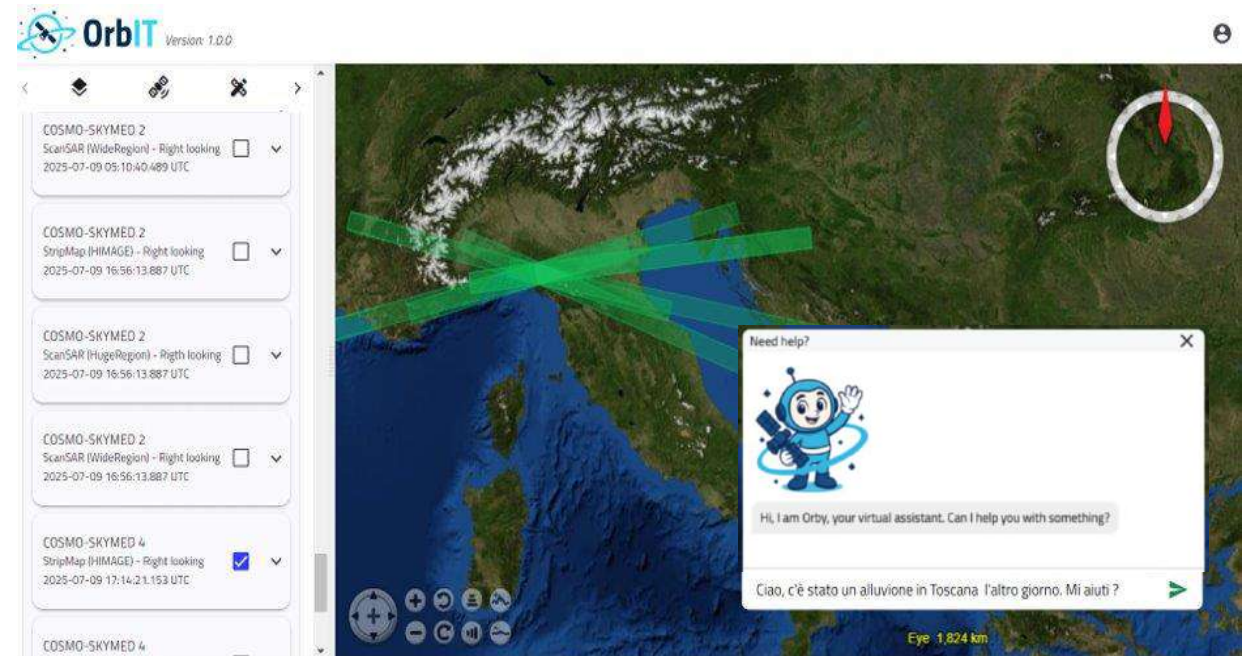 OrbIT Version: 1.0.0
COSMO-SKYMED 2
ScanSAR (WideRegion) - Right looking
2025-07-09 05:10:40.489 UTC
COSMO-SKYMED 2
StripMap (HIMAGE) - Right looking
2025-07-09 16:56:13.887 UTC
COSMO-SKYMED 2
ScanSAR (HugeRegion) - Rigth looking
2025-07-09 16:56:13.887 UTC
COSMO-SKYMED 2
ScanSAR (WideRegion) - Right looking
2025-07-09 16:56:13.887 UTC
COSMO-SKYMED 4
StripMap (HIMAGE) - Right looking
2025-07-09 17:14:21.153 UTC
COSMO-SKYMED 4
Need help?
Hi, I am Orby, your virtual assistant. Can I help you with something?
Ciao, c'è stato un alluvione in Toscana l'altro giorno. Mi aiuti ?
Eye 1,824 km